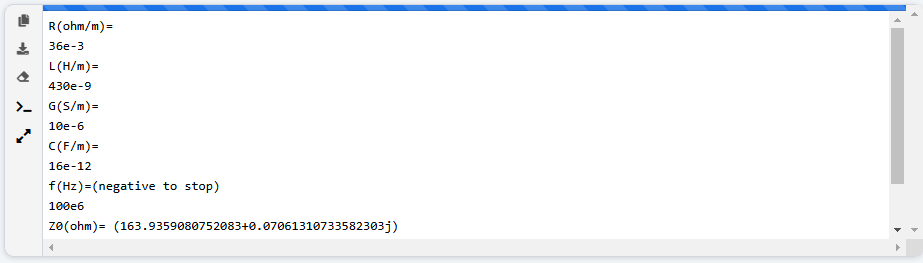 R(ohm/m)=
36e-3
L(H/m)=
430e-9
G(S/m)=
10e-6
C(F/m)=
16e-12
f(Hz)=(negative to stop)
100e6
Z0(ohm)= (163.9359080752083+0.07061310733582303j)